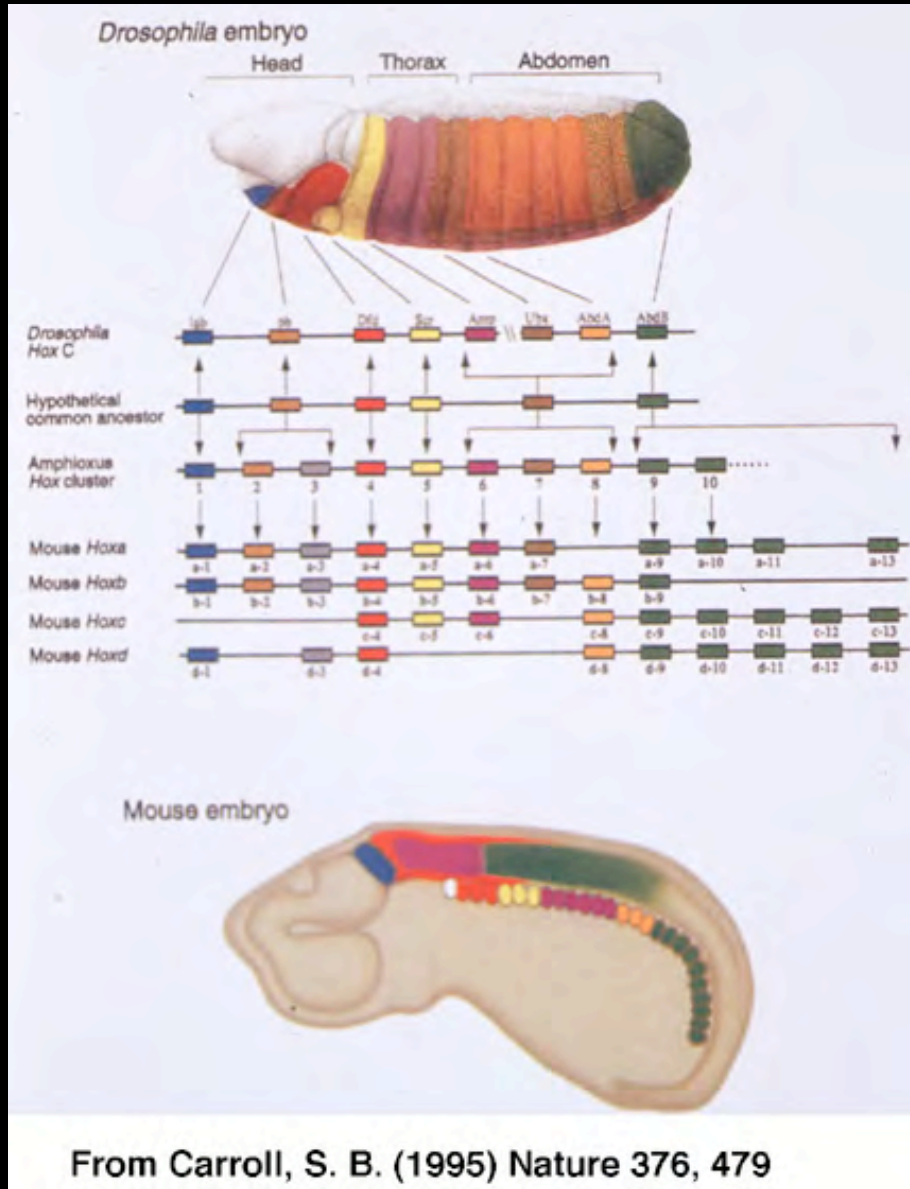 Drosophila embryo
Head Thorax Abdomen
lab pb Dfd Scr Antp Ubx AbdA AbdB
Drosophila
Hox C
Hypothetical
common ancestor
Amphioxus
Hox cluster
1 2 3 4 5 6 7 8 9 10
Mouse Hoxa
a-1 a-2 a-3 a-4 a-5 a-6 a-7 a-9 a-10 a-11 a-13
Mouse Hoxb
b-1 b-2 b-3 b-4 b-5 b-6 b-7 b-8 b-9
Mouse Hoxc
c-4 c-5 c-6 c-8 c-9 c-10 c-11 c-12 c-13
Mouse Hoxd
d-1 d-3 d-4 d-8 d-9 d-10 d-11 d-12 d-13
Mouse embryo
From Carroll, S. B. (1995) Nature 376, 479